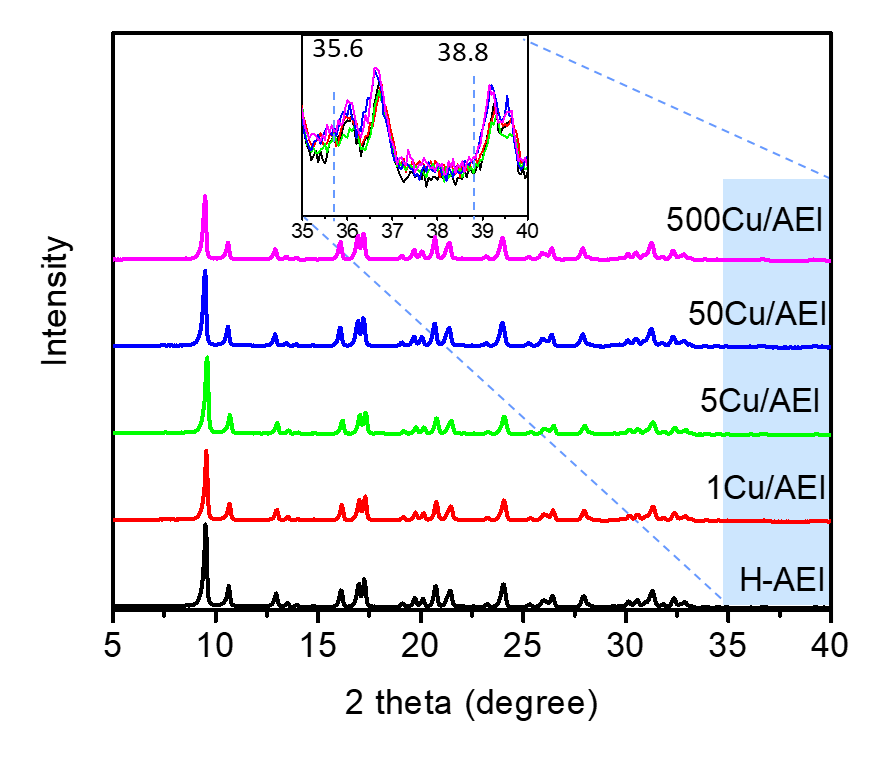 35.6
38.8
35 36 37 38 39 40
500Cu/AEI
50Cu/AEI
5Cu/AEI
1Cu/AEI
H-AEI
Intensity
5 10 15 20 25 30 35 40
2 theta (degree)